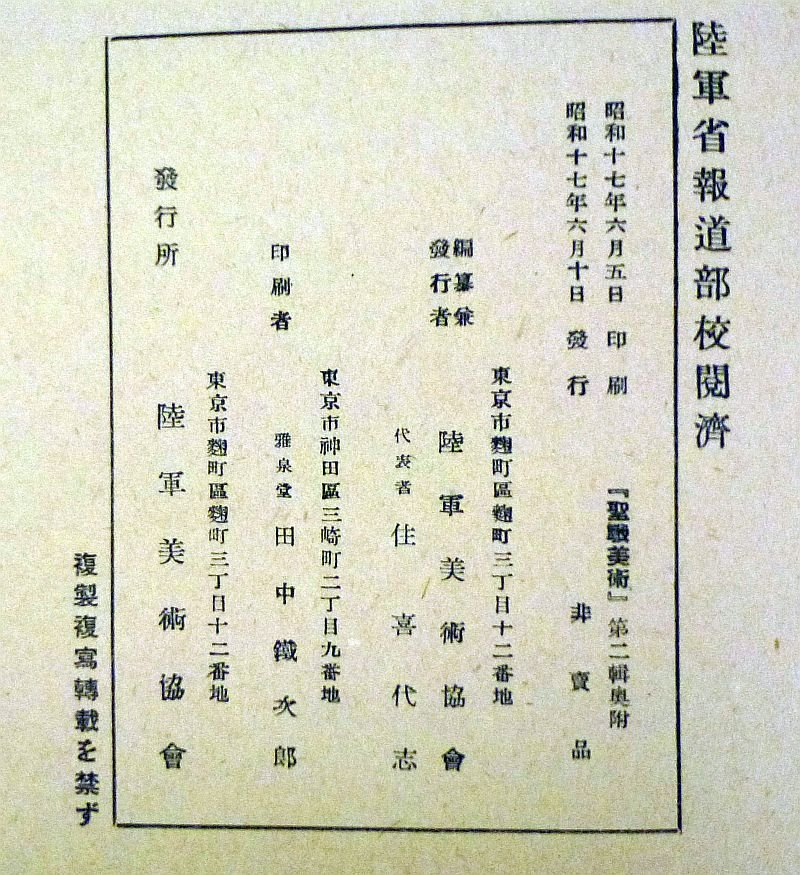 陸軍省報道部校閲濟
昭和十七年六月五日 印刷 『聖戰美術』第二輯奥附
昭和十七年六月十日 發行 非賣品
東京市麴町區麴町三丁目十二番地
編纂兼
發行者 陸軍美術協會
代表者 住喜代志
東京市神田區三崎町二丁目九番地
印刷者 雅泉堂 田中鐵次郎
東京市麴町區麴町三丁目十二番地
發行所 陸軍美術協會
複製複寫轉載を禁ず